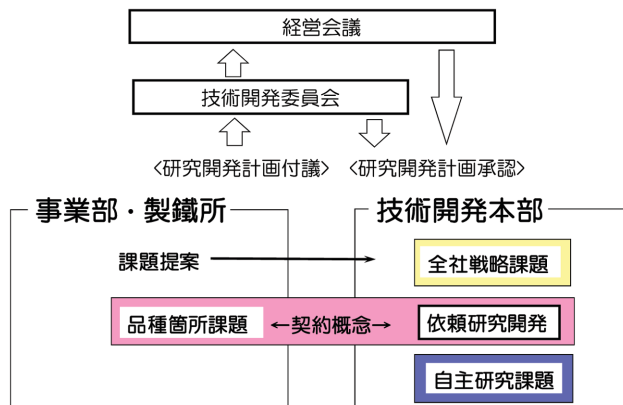 経営会議
技術開発委員会
<研究開発計画付議> <研究開発計画承認>
事業部・製鐵所 技術開発本部
課題提案 全社戦略課題
品種箇所課題 ←契約概念→ 依頼研究開発
自主研究課題